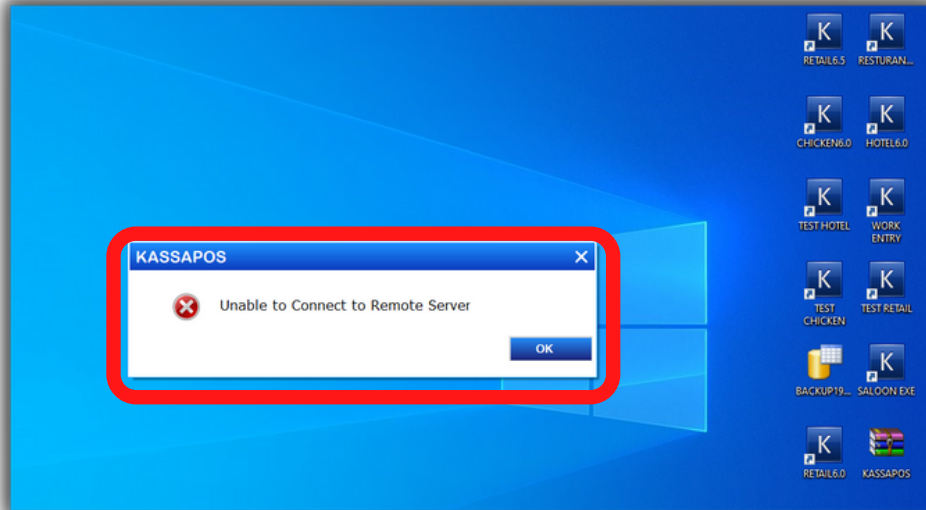 RETAIL6.5
RESTURAN...
CHICKEN6.0
HOTEL6.0
TEST HOTEL
WORK
ENTRY
KASSAPOS
Unable to Connect to Remote Server
OK
TEST
CHICKEN
TEST RETAIL
BACKUP19...
SALOON EXE
RETAIL6.0
KASSAPOS